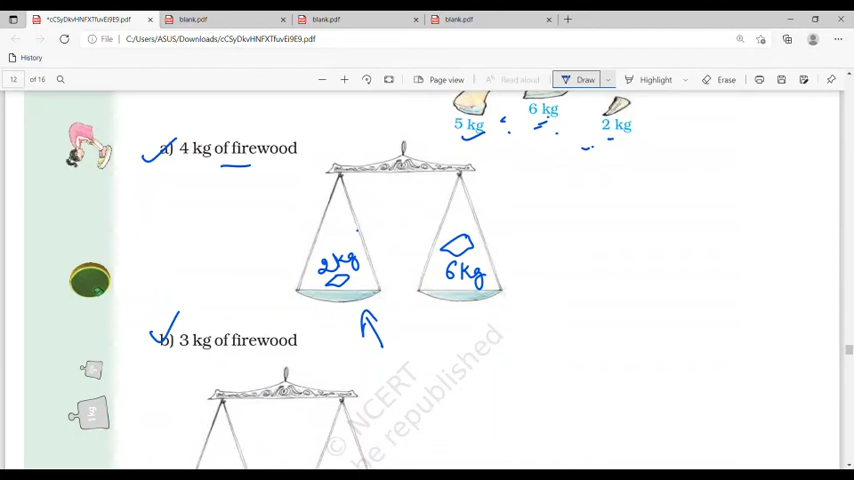 *cCSyDkvHNFXTfuvEi9E9.pdf
blank.pdf
blank.pdf
blank.pdf
File
C:/Users/ASUS/Downloads/cCSyDkvHNFXTfuvEi9E9.pdf
History
12
of 16
Page view
Read aloud
Draw
Highlight
Erase
5 kg
6 kg
2 kg
a) 4 kg of firewood
2kg
6Kg
b) 3 kg of firewood
1kg
© NCERT
be republished